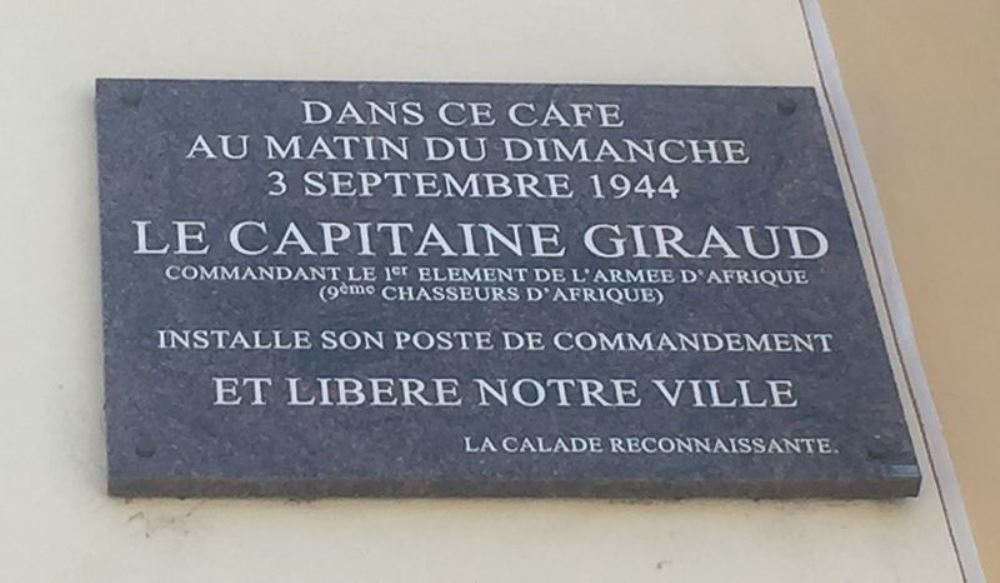 DANS CE CAFE
AU MATIN DU DIMANCHE
3 SEPTEMBRE 1944
LE CAPITAINE GIRAUD
COMMANDANT LE 1er ELEMENT DE L'ARMEE D'AFRIQUE
(9ème CHASSEURS D'AFRIQUE)
INSTALLE SON POSTE DE COMMANDEMENT
ET LIBERE NOTRE VILLE
LA CALADE RECONNAISSANTE.